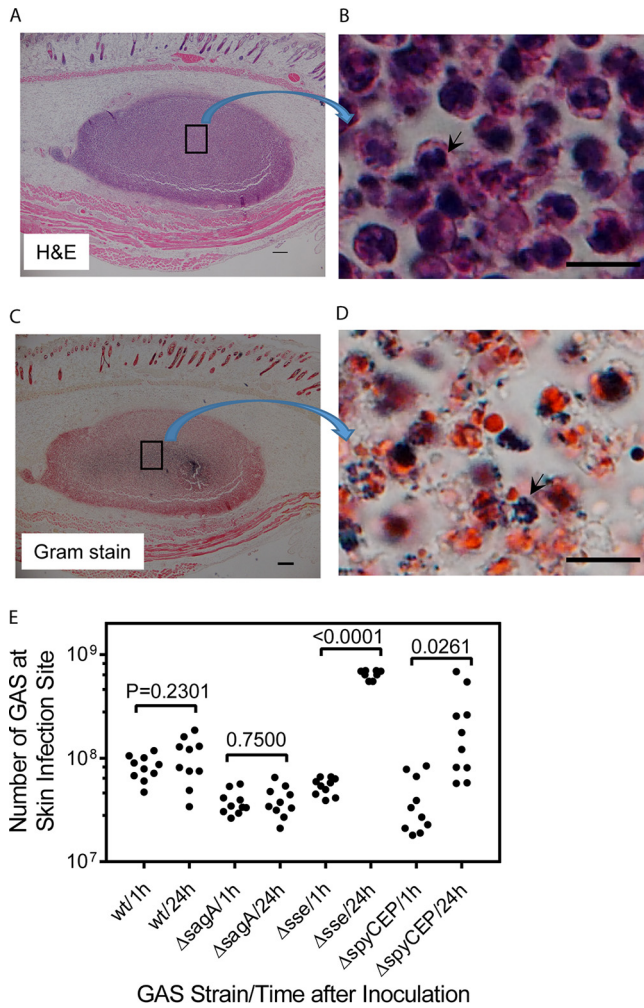 A
B
H&E
C
D
Gram stain
E
Number of GAS at
Skin Infection Site
10⁹
10⁸
10⁷
P=0.2301
0.7500
<0.0001
0.0261
wt/1h
wt/24h
ΔsagA/1h
ΔsagA/24h
Δsse/1h
Δsse/24h
ΔspyCEP/1h
ΔspyCEP/24h
GAS Strain/Time after Inoculation